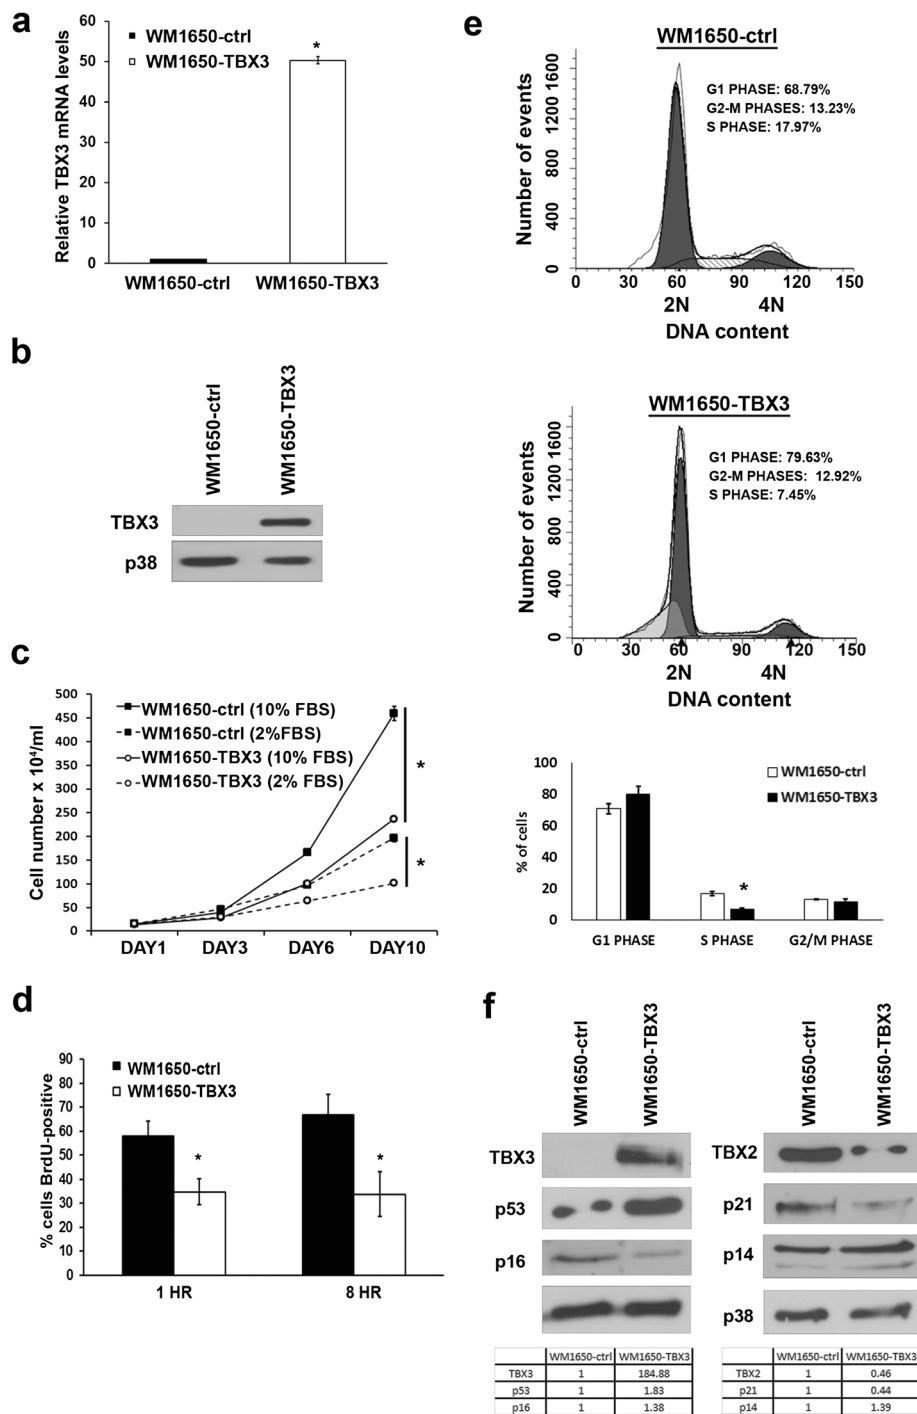 a
WM1650-ctrl
WM1650-TBX3
*
Relative TBX3 mRNA levels
60
50
40
30
20
10
0
WM1650-ctrl WM1650-TBX3
b
WM1650-ctrl
WM1650-TBX3
TBX3
p38
c
WM1650-ctrl (10% FBS)
WM1650-ctrl (2%FBS)
WM1650-TBX3 (10% FBS)
WM1650-TBX3 (2% FBS)
*
*
Cell number x 10⁴/ml
500
450
400
350
300
250
200
150
100
50
0
DAY1 DAY3 DAY6 DAY10
d
WM1650-ctrl
WM1650-TBX3
*
*
% cells BrdU-positive
90
80
70
60
50
40
30
20
10
0
1 HR 8 HR
e
WM1650-ctrl
G1 PHASE: 68.79%
G2-M PHASES: 13.23%
S PHASE: 17.97%
Number of events
1600
1200
800
400
0
0 30 60 90 120 150
2N 4N
DNA content
WM1650-TBX3
G1 PHASE: 79.63%
G2-M PHASES: 12.92%
S PHASE: 7.45%
Number of events
1600
1200
800
400
0
0 30 60 90 120 150
2N 4N
DNA content
WM1650-ctrl
WM1650-TBX3
*
% of cells
100
80
60
40
20
0
G1 PHASE S PHASE G2/M PHASE
f
WM1650-ctrl
WM1650-TBX3
TBX3
p53
p16
WM1650-ctrl WM1650-TBX3
TBX3 1 184.88
p53 1 1.83
p16 1 1.38
WM1650-ctrl
WM1650-TBX3
TBX2
p21
p14
p38
WM1650-ctrl WM1650-TBX3
TBX2 1 0.46
p21 1 0.44
p14 1 1.39